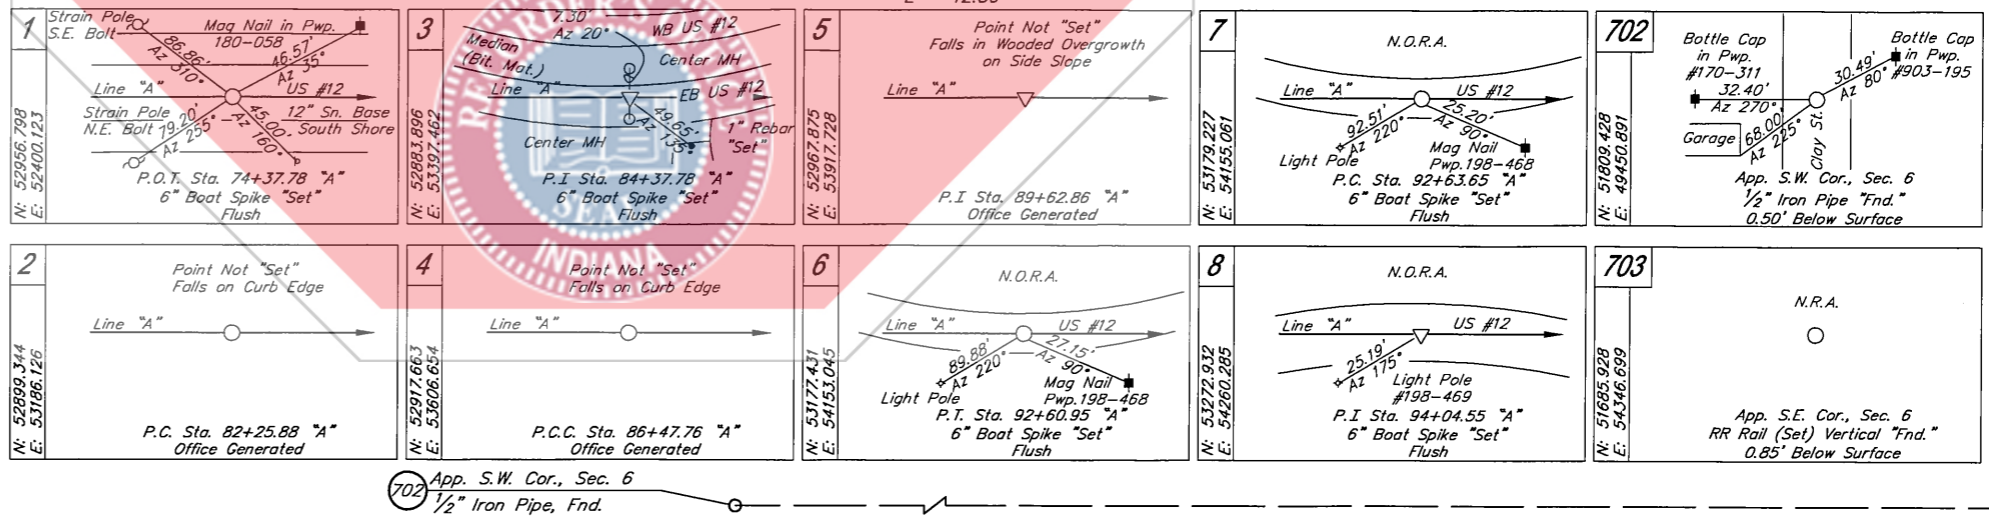 1
Strain Pole
S.E. Bolt
Mag Nail in Pwp.
180-058
86.86'
Az 310°
46.57'
Az 35°
Line "A"
US #12
Strain Pole
N.E. Bolt
79.20'
Az 255°
45.00'
Az 160°
12" Sn. Base
South Shore
P.O.T. Sta. 74+37.78 "A"
6" Boat Spike "Set"
Flush
N: 52956.798
E: 52400.123
3
7.30'
Az 20°
WB US #12
Median
(Bit. Mat.)
Center MH
Line "A"
EB US #12
49.65'
Az 135°
1" Rebar
"Set"
Center MH
P.I Sta. 84+37.78 "A"
6" Boat Spike "Set"
Flush
N: 52883.896
E: 53397.462
RECORDER'S OFFICE
SEAL
INDIANA
5
Point Not "Set"
Falls in Wooded Overgrowth
on Side Slope
Line "A"
P.I Sta. 89+62.86 "A"
Office Generated
N: 52967.875
E: 53917.728
7
N.O.R.A.
Line "A"
US #12
92.51'
Az 220°
25.20'
Az 90°
Light Pole
Mag Nail
Pwp.198-468
P.C. Sta. 92+63.65 "A"
6" Boat Spike "Set"
Flush
N: 53179.227
E: 54155.061
702
Bottle Cap
in Pwp.
#170-311
32.40'
Az 270°
Bottle Cap
in Pwp.
#903-195
30.49'
Az 80°
Garage
68.00'
Az 225°
Clay St.
App. S.W. Cor., Sec. 6
1/2" Iron Pipe "Fnd."
0.50' Below Surface
N: 51809.428
E: 49450.891
2
Point Not "Set"
Falls on Curb Edge
Line "A"
P.C. Sta. 82+25.88 "A"
Office Generated
N: 52899.344
E: 53186.126
4
Point Not "Set"
Falls on Curb Edge
Line "A"
P.C.C. Sta. 86+47.76 "A"
Office Generated
N: 52917.663
E: 53606.654
6
N.O.R.A.
Line "A"
US #12
89.88'
Az 220°
27.15'
Az 90°
Light Pole
Mag Nail
Pwp.198-468
P.T. Sta. 92+60.95 "A"
6" Boat Spike "Set"
Flush
N: 53177.431
E: 54153.045
8
N.O.R.A.
Line "A"
US #12
25.19'
Az 175°
Light Pole
#198-469
P.I Sta. 94+04.55 "A"
6" Boat Spike "Set"
Flush
N: 53272.932
E: 54260.285
703
N.R.A.
App. S.E. Cor., Sec. 6
RR Rail (Set) Vertical "Fnd."
0.85' Below Surface
N: 51685.928
E: 54346.699
702
App. S.W. Cor., Sec. 6
1/2" Iron Pipe, Fnd.